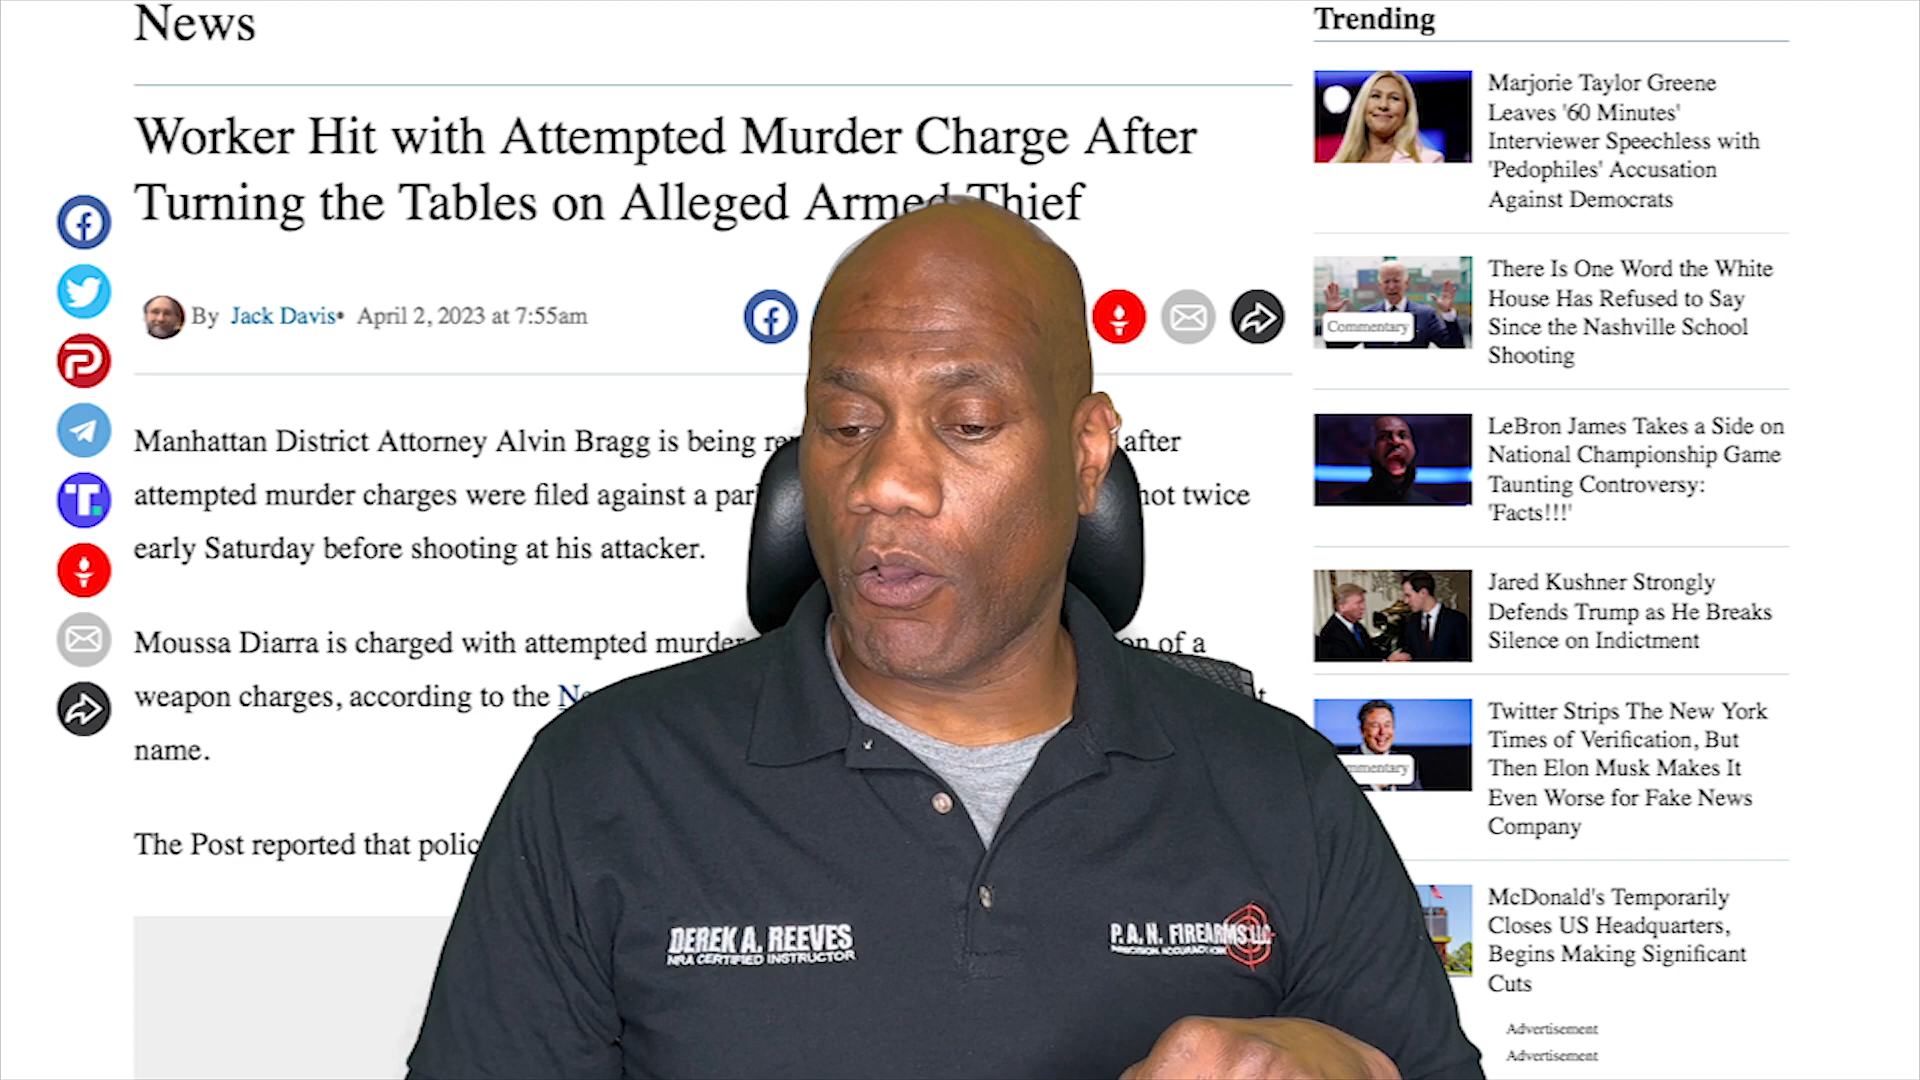 News
Worker Hit with Attempted Murder Charge After
Turning the Tables on Alleged Armed Thief
By Jack Davis• April 2, 2023 at 7:55am
Manhattan District Attorney Alvin Bragg is being after
attempted murder charges were filed against a twice
early Saturday before shooting at his attacker.
Moussa Diarra is charged with attempted murder of a
weapon charges, according to the
name.
The Post reported that
DEREK A. REEVES
NRA CERTIFIED INSTRUCTOR
P.A.N. FIREARMS LLC
Trending
Marjorie Taylor Greene
Leaves '60 Minutes'
Interviewer Speechless with
'Pedophiles' Accusation
Against Democrats
Commentary
There Is One Word the White
House Has Refused to Say
Since the Nashville School
Shooting
LeBron James Takes a Side on
National Championship Game
Taunting Controversy:
'Facts!!!'
Jared Kushner Strongly
Defends Trump as He Breaks
Silence on Indictment
Twitter Strips The New York
Times of Verification, But
Then Elon Musk Makes It
Even Worse for Fake News
Company
McDonald's Temporarily
Closes US Headquarters,
Begins Making Significant
Cuts
Advertisement
Advertisement